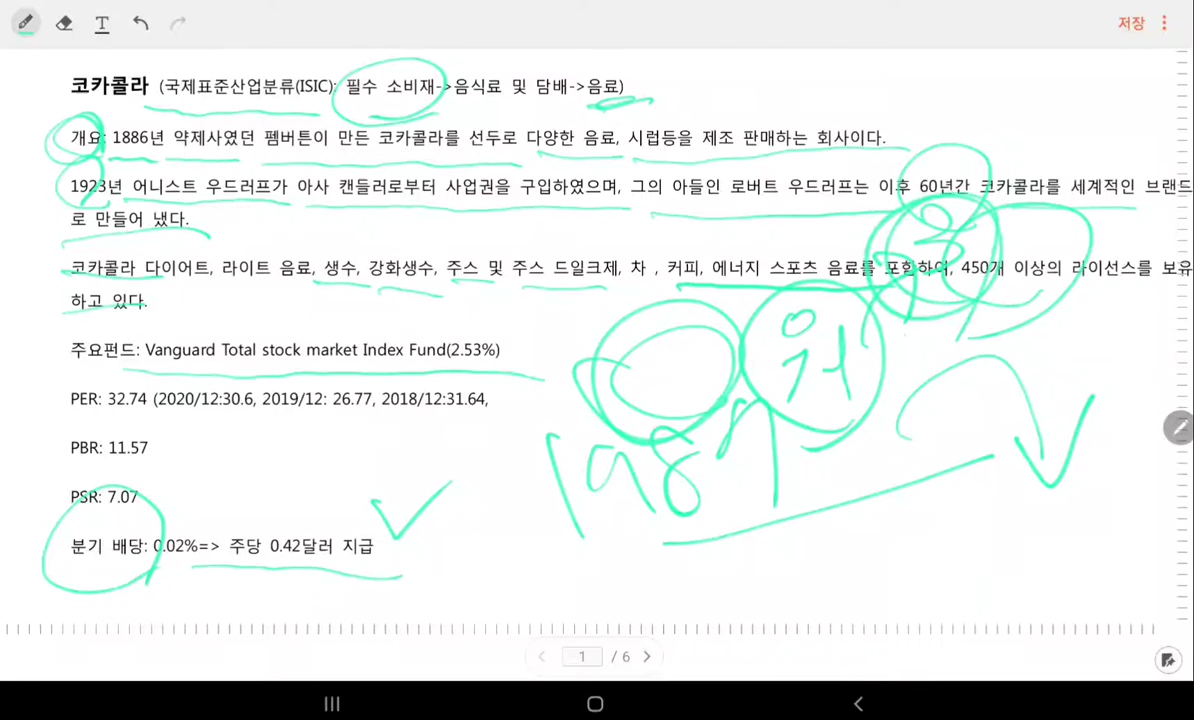 저장
코카콜라 (국제표준산업분류(ISIC): 필수 소비재->음식료 및 담배->음료)
개요: 1886년 약제사였던 펨버튼이 만든 코카콜라를 선두로 다양한 음료, 시럽등을 제조 판매하는 회사이다.
1923년 어니스트 우드러프가 아사 캔들러로부터 사업권을 구입하였으며, 그의 아들인 로버트 우드러프는 이후 60년간 코카콜라를 세계적인 브랜드
로 만들어 냈다.
코카콜라 다이어트, 라이트 음료, 생수, 강화생수, 주스 및 주스 드일크제, 차 , 커피, 에너지 스포츠 음료를 포함하여, 450개 이상의 라이선스를 보유
하고 있다.
주요펀드: Vanguard Total stock market Index Fund(2.53%)
PER: 32.74 (2020/12:30.6, 2019/12: 26.77, 2018/12:31.64,
위
1987
PBR: 11.57
PSR: 7.07
분기 배당: 0.02%=> 주당 0.42달러 지급
1 / 6